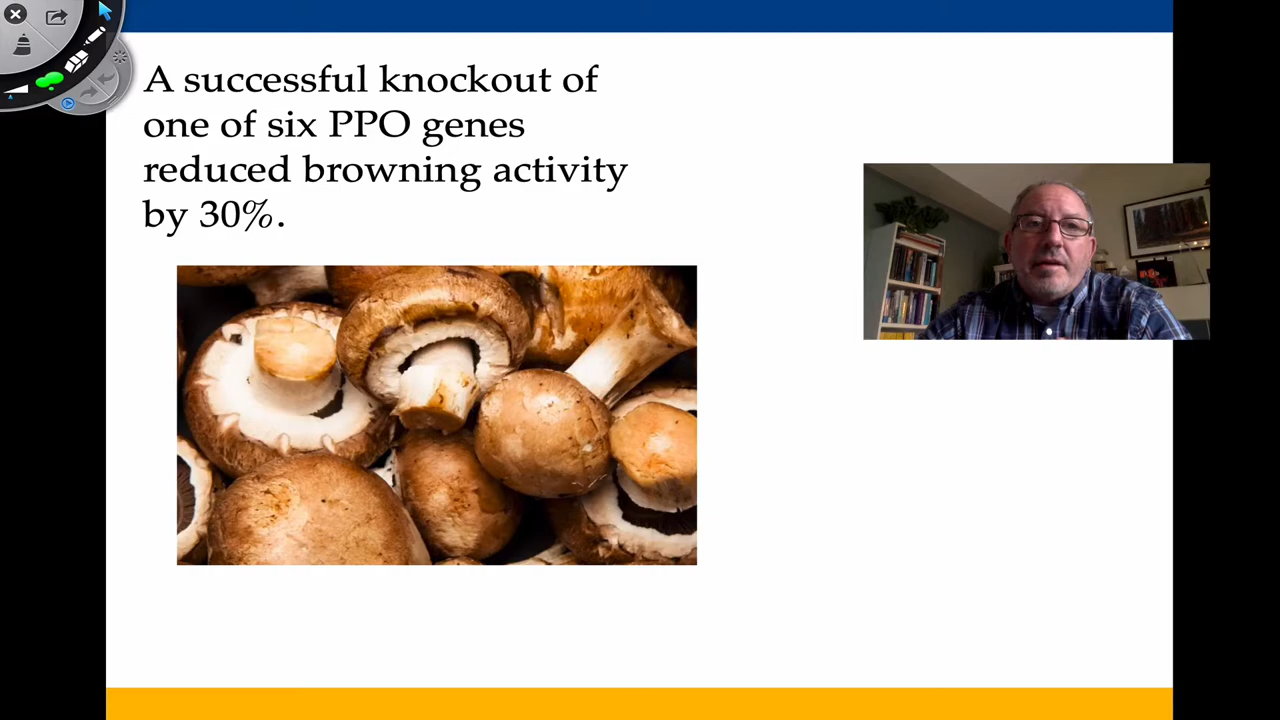 A successful knockout of
one of six PPO genes
reduced browning activity
by 30%.